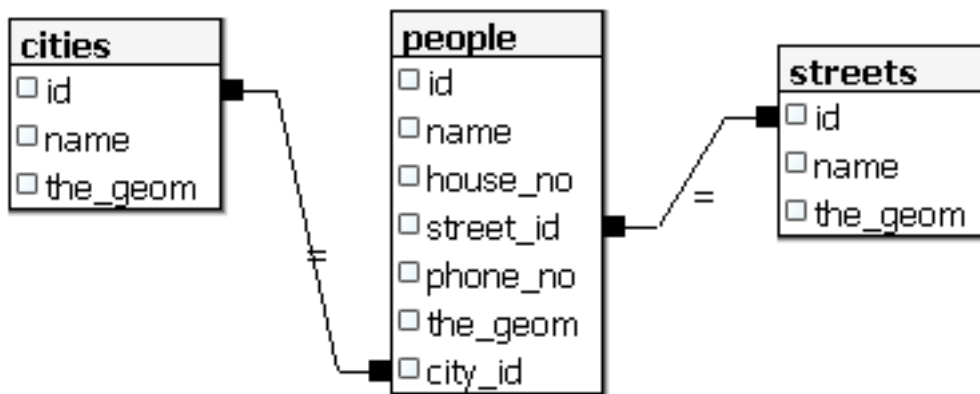 cities
id
name
the_geom
=
people
id
name
house_no
street_id
phone_no
the_geom
city_id
=
streets
id
name
the_geom